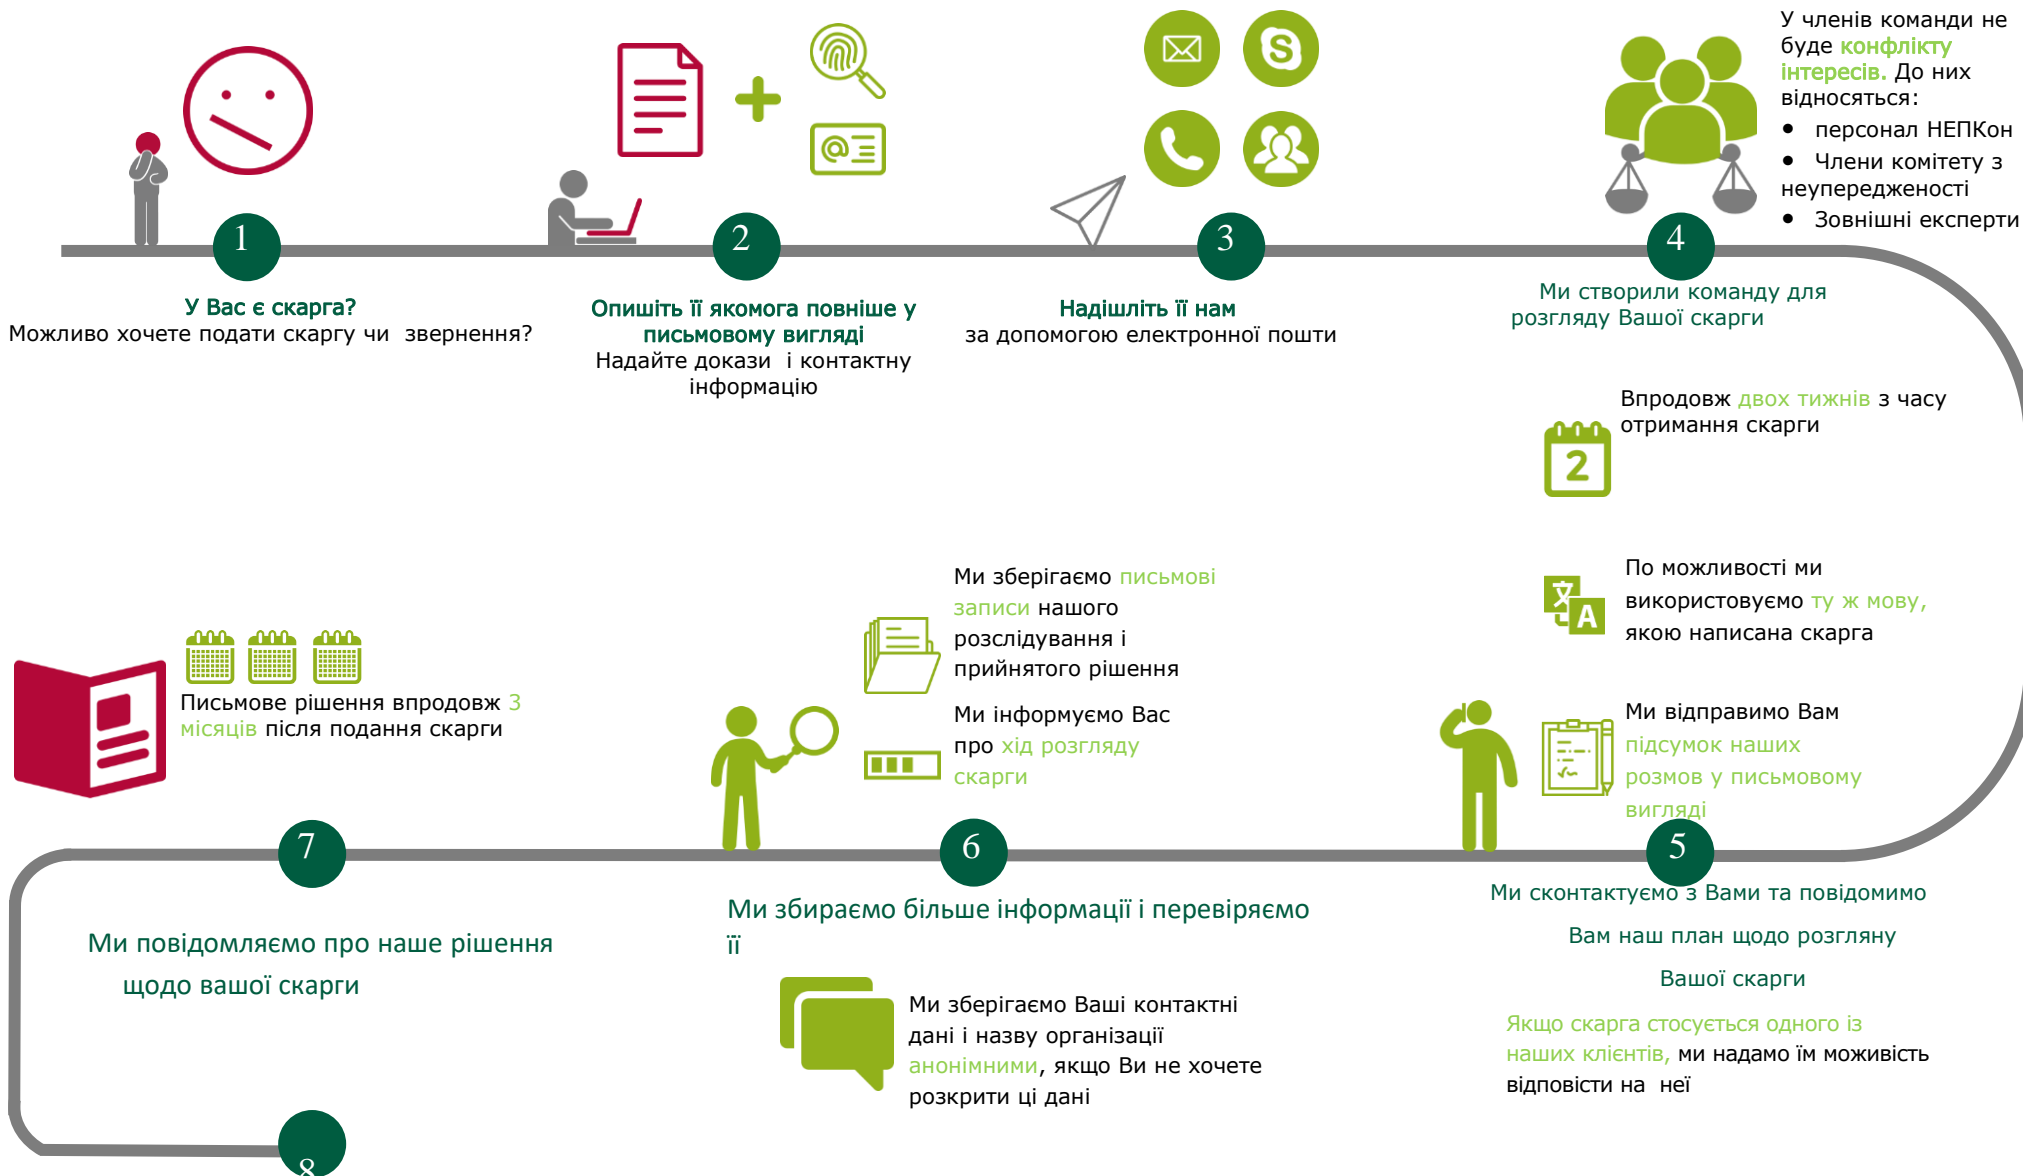 1
У Вас є скарга?
Можливо хочете подати скаргу чи звернення?
2
Опишіть її якомога повніше у
письмовому вигляді
Надайте докази і контактну
інформацію
3
Надішліть її нам
за допомогою електронної пошти
У членів команди не
буде конфлікту
інтересів. До них
відносяться:
• персонал НЕПКон
• Члени комітету з
неупередженості
• Зовнішні експерти
4
Ми створили команду для
розгляду Вашої скарги
Впродовж двох тижнів з часу
отримання скарги
2
По можливості ми
використовуємо ту ж мову,
якою написана скарга
文
A
Ми відправимо Вам
підсумок наших
розмов у письмовому
вигляді
5
Ми сконтактуємо з Вами та повідомимо
Вам наш план щодо розгляну
Вашої скарги
Якщо скарга стосується одного із
наших клієнтів, ми надамо їм моживість
відповісти на неї
Ми зберігаємо письмові
записи нашого
розслідування і
прийнятого рішення
Ми інформуємо Вас
про хід розгляду
скарги
6
Ми збираємо більше інформації і перевіряємо
її
Ми зберігаємо Ваші контактні
дані і назву організації
анонімними, якщо Ви не хочете
розкрити ці дані
Письмове рішення впродовж 3
місяців після подання скарги
7
Ми повідомляємо про наше рішення
щодо вашої скарги
8